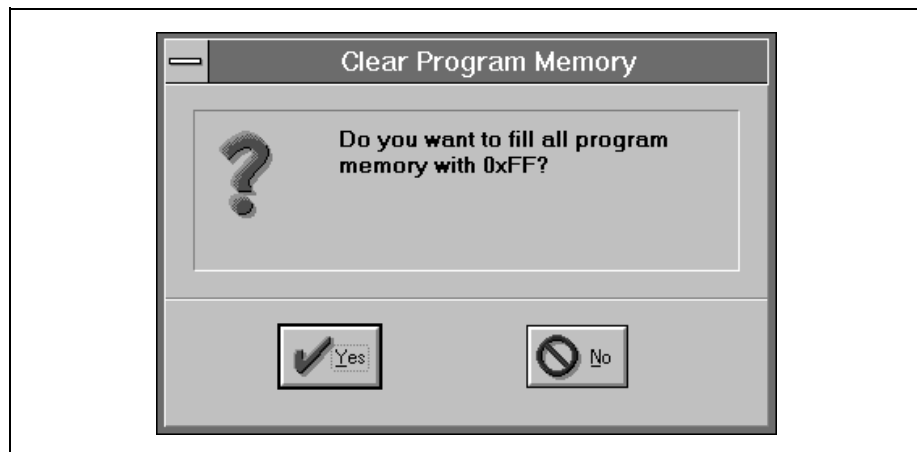 Clear Program Memory
Do you want to fill all program
memory with 0xFF?
Yes
No